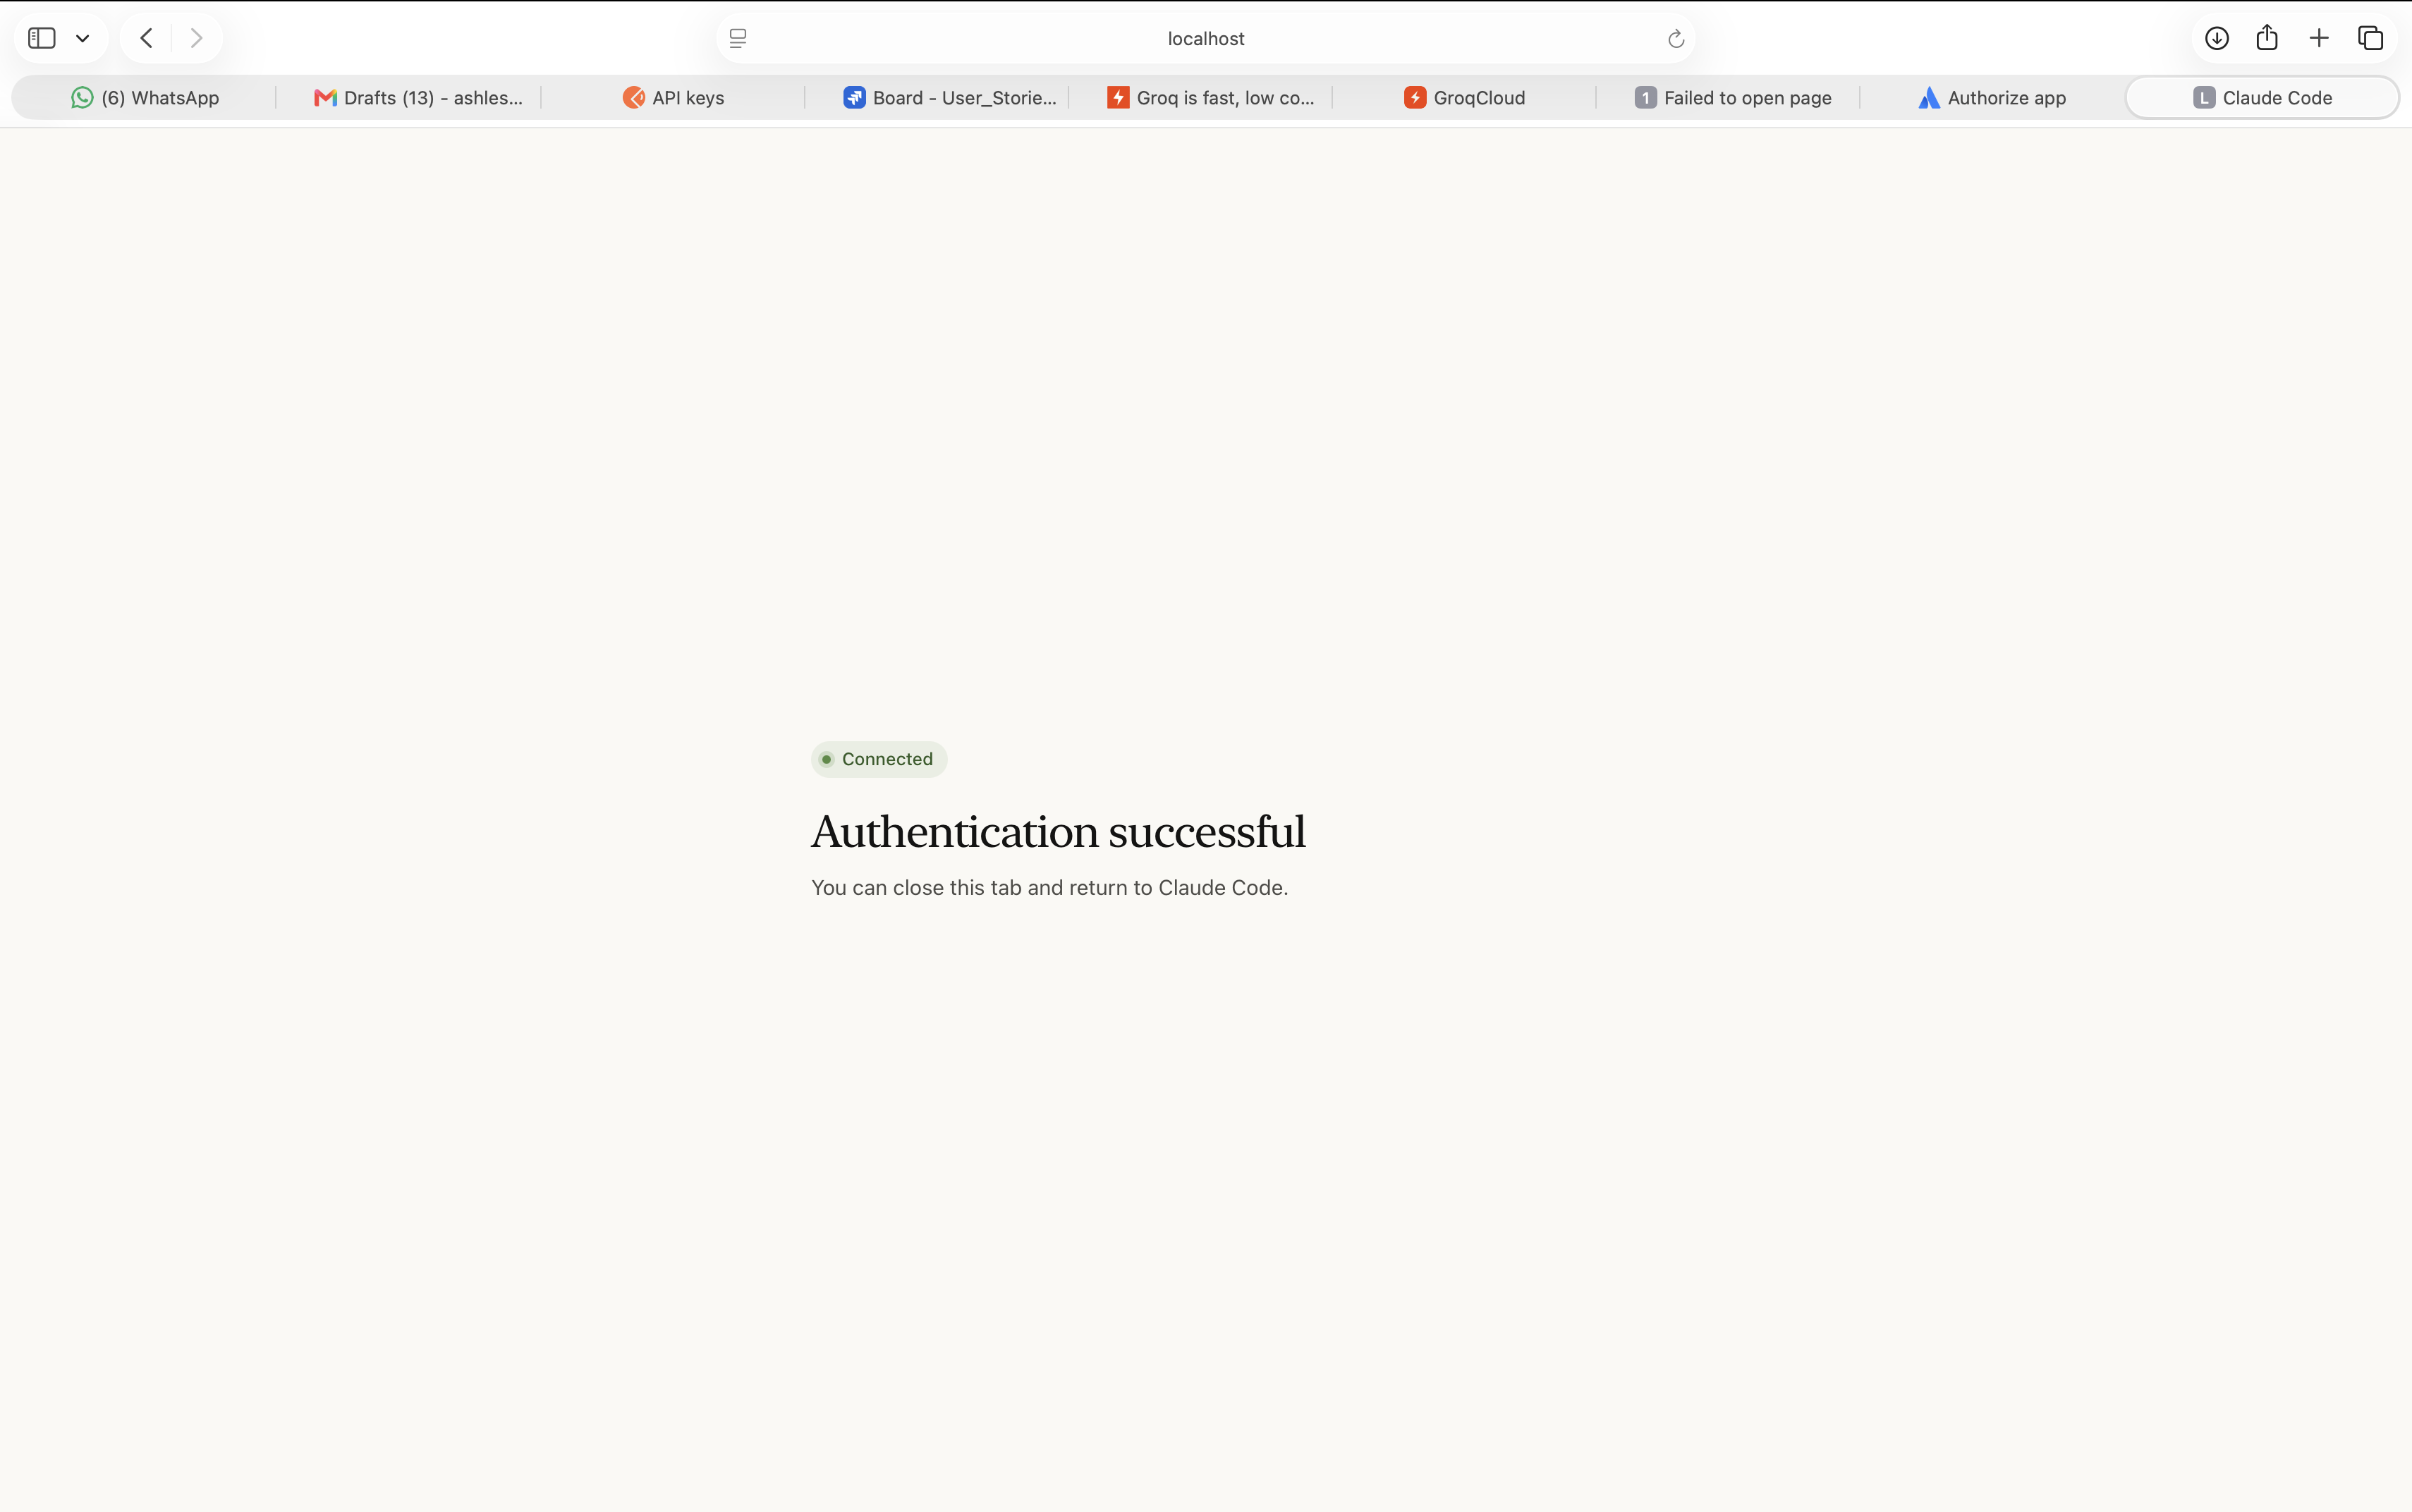 localhost
(6) WhatsApp
Drafts (13) - ashles...
API keys
Board - User_Storie...
Groq is fast, low co...
GroqCloud
1 Failed to open page
Authorize app
L Claude Code
Connected
Authentication successful
You can close this tab and return to Claude Code.